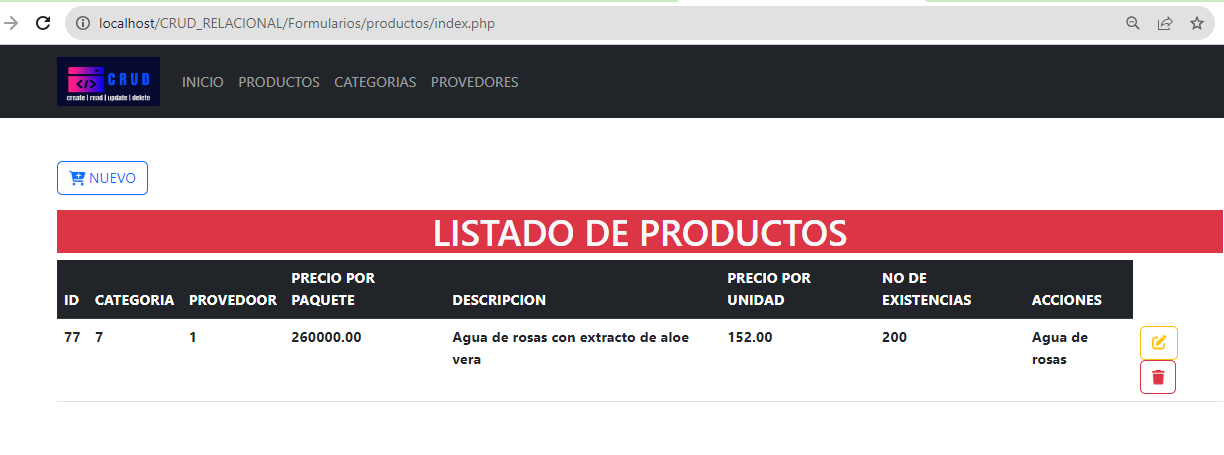 localhost/CRUD_RELACIONAL/Formularios/productos/index.php
CRUD
create | read | update | delete
INICIO PRODUCTOS CATEGORIAS PROVEDORES
NUEVO
LISTADO DE PRODUCTOS
PRECIO POR PRECIO POR NO DE
ID CATEGORIA PROVEDOOR PAQUETE DESCRIPCION UNIDAD EXISTENCIAS ACCIONES
77 7 1 260000.00 Agua de rosas con extracto de aloe 152.00 200 Agua de
vera rosas